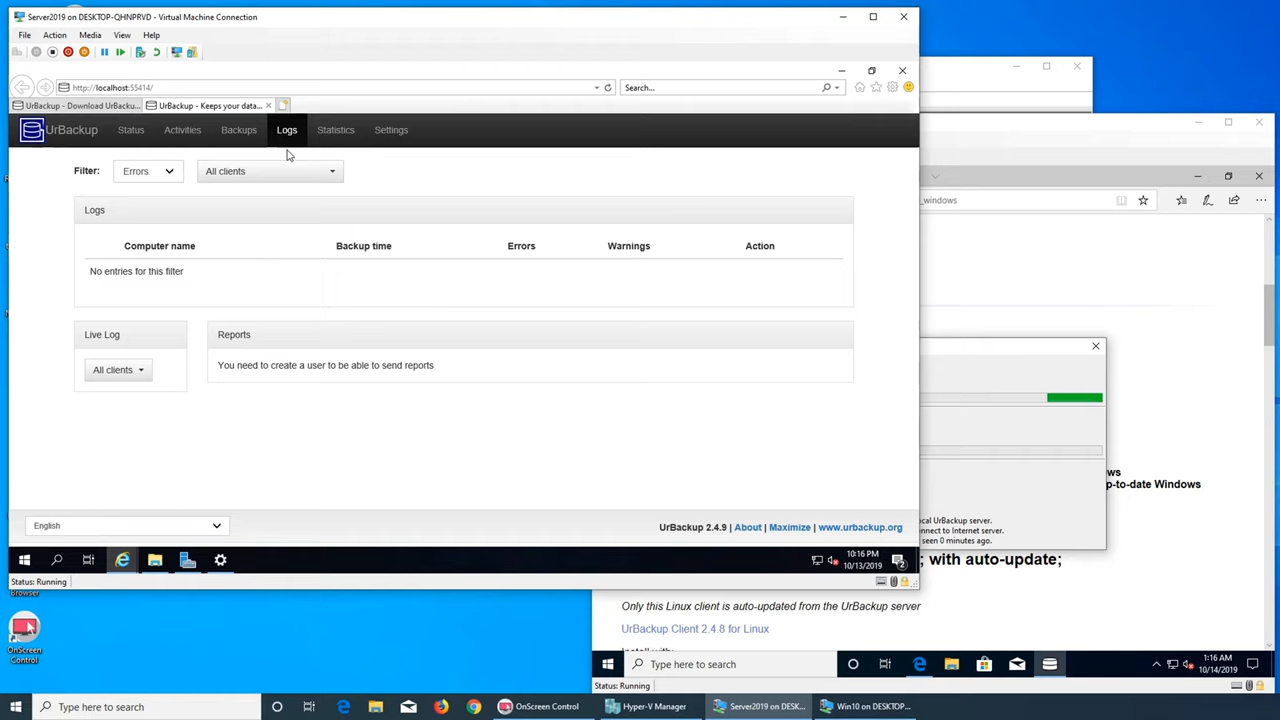 Server2019 on DESKTOP-QHNPRVD - Virtual Machine Connection
File Action Media View Help
http://localhost:55414/
Search...
UrBackup - Download UrBacku...
UrBackup - Keeps your data...
UrBackup Status Activities Backups Logs Statistics Settings
Filter: Errors All clients
Logs
Computer name Backup time Errors Warnings Action
No entries for this filter
Live Log
Reports
All clients
You need to create a user to be able to send reports
English
UrBackup 2.4.9 | About | Maximize | www.urbackup.org
10:16 PM
10/13/2019
2
Status: Running
_windows
ws
p-to-date Windows
ocal UrBackup server.
onnect to Internet server.
seen 0 minutes ago.
; with auto-update;
Only this Linux client is auto-updated from the UrBackup server
UrBackup Client 2.4.8 for Linux
Install with:
Type here to search
1:16 AM
10/14/2019
Status: Running
Browser
OnScreen
Control
Type here to search
OnScreen Control
Hyper-V Manager
Server2019 on DESK...
Win10 on DESKTOP...